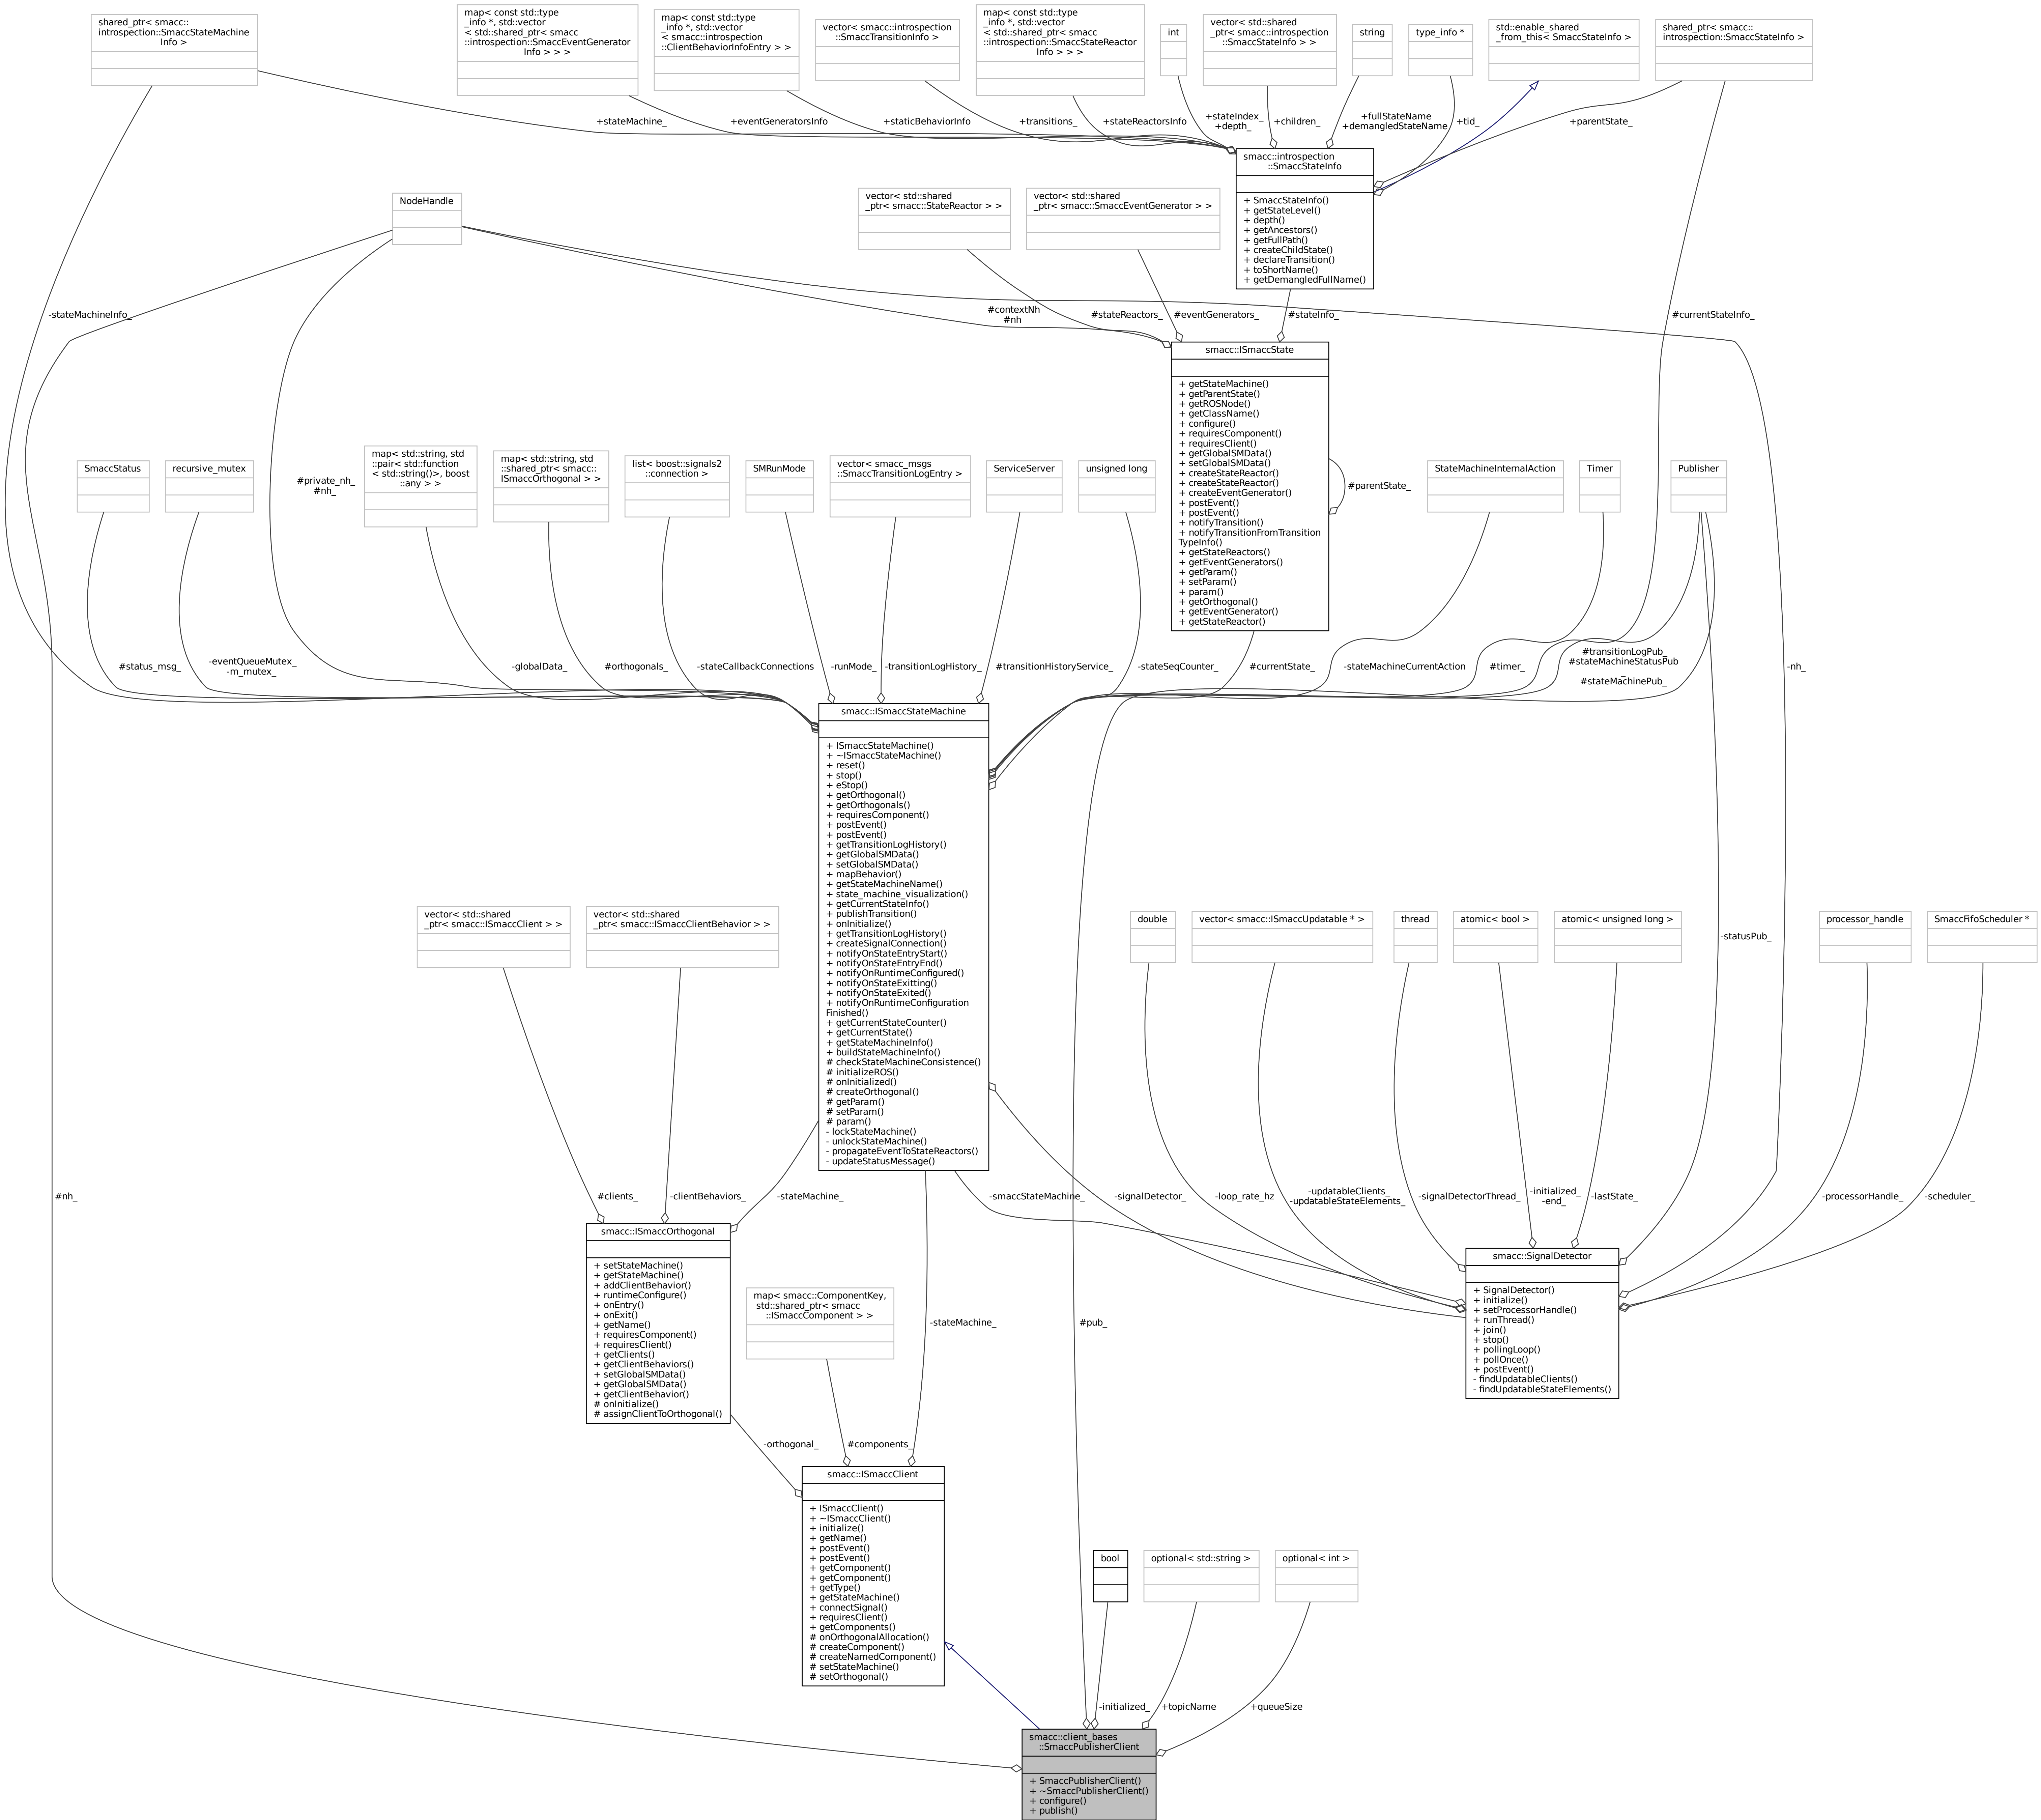 shared_ptr< smacc::
introspection::SmaccStateMachine
Info >
map< const std::type
_info *, std::vector
< std::shared_ptr< smacc
::introspection::SmaccEventGenerator
Info > > >
map< const std::type
_info *, std::vector
< smacc::introspection
::ClientBehaviorInfoEntry > >
vector< smacc::introspection
::SmaccTransitionInfo >
map< const std::type
_info *, std::vector
< std::shared_ptr< smacc
::introspection::SmaccStateReactor
Info > > >
int
vector< std::shared
_ptr< smacc::introspection
::SmaccStateInfo > >
string
type_info *
std::enable_shared
_from_this< SmaccStateInfo >
shared_ptr< smacc::
introspection::SmaccStateInfo >
+stateMachine_
+eventGeneratorsInfo
+staticBehaviorInfo
+transitions_
+stateReactorsInfo
+stateIndex_
+depth_
+children_
+fullStateName
+demangledStateName
+tid_
+parentState_
smacc::introspection
::SmaccStateInfo
+ SmaccStateInfo()
+ getStateLevel()
+ depth()
+ getAncestors()
+ getFullPath()
+ createChildState()
+ declareTransition()
+ toShortName()
+ getDemangledFullName()
NodeHandle
vector< std::shared
_ptr< smacc::StateReactor > >
vector< std::shared
_ptr< smacc::SmaccEventGenerator > >
-stateMachineInfo_
#contextNh
#nh
#stateReactors_
#eventGenerators_
#stateInfo_
#currentStateInfo_
smacc::ISmaccState
+ getStateMachine()
+ getParentState()
+ getROSNode()
+ getClassName()
+ configure()
+ requiresComponent()
+ requiresClient()
+ getGlobalSMData()
+ setGlobalSMData()
+ createStateReactor()
+ createStateReactor()
+ createEventGenerator()
+ postEvent()
+ postEvent()
+ notifyTransition()
+ notifyTransitionFromTransition
TypeInfo()
+ getStateReactors()
+ getEventGenerators()
+ getParam()
+ setParam()
+ param()
+ getOrthogonal()
+ getEventGenerator()
+ getStateReactor()
#parentState_
SmaccStatus
recursive_mutex
#private_nh_
#nh_
map< std::string, std
::pair< std::function
< std::string()>, boost
::any > >
map< std::string, std
::shared_ptr< smacc::
ISmaccOrthogonal > >
list< boost::signals2
::connection >
SMRunMode
vector< smacc_msgs
::SmaccTransitionLogEntry >
ServiceServer
unsigned long
StateMachineInternalAction
Timer
Publisher
#status_msg_
-eventQueueMutex_
-m_mutex_
-globalData_
#orthogonals_
-stateCallbackConnections
-runMode_
-transitionLogHistory_
#transitionHistoryService_
-stateSeqCounter_
#currentState_
-stateMachineCurrentAction
#timer_
#transitionLogPub_
#stateMachineStatusPub
_
#stateMachinePub_
-nh_
smacc::ISmaccStateMachine
+ ISmaccStateMachine()
+ ~ISmaccStateMachine()
+ reset()
+ stop()
+ eStop()
+ getOrthogonal()
+ getOrthogonals()
+ requiresComponent()
+ postEvent()
+ postEvent()
+ getTransitionLogHistory()
+ getGlobalSMData()
+ setGlobalSMData()
+ mapBehavior()
+ getStateMachineName()
+ state_machine_visualization()
+ getCurrentStateInfo()
+ publishTransition()
+ onInitialize()
+ getTransitionLogHistory()
+ createSignalConnection()
+ notifyOnStateEntryStart()
+ notifyOnStateEntryEnd()
+ notifyOnRuntimeConfigured()
+ notifyOnStateExitting()
+ notifyOnStateExited()
+ notifyOnRuntimeConfiguration
Finished()
+ getCurrentStateCounter()
+ getCurrentState()
+ getStateMachineInfo()
+ buildStateMachineInfo()
# checkStateMachineConsistence()
# initializeROS()
# onInitialized()
# createOrthogonal()
# getParam()
# setParam()
# param()
- lockStateMachine()
- unlockStateMachine()
- propagateEventToStateReactors()
- updateStatusMessage()
vector< std::shared
_ptr< smacc::ISmaccClient > >
vector< std::shared
_ptr< smacc::ISmaccClientBehavior > >
double
vector< smacc::ISmaccUpdatable * >
thread
atomic< bool >
atomic< unsigned long >
-statusPub_
processor_handle
SmaccFifoScheduler *
#nh_
#clients_
-clientBehaviors_
-stateMachine_
-smaccStateMachine_
-signalDetector_
-loop_rate_hz
-updatableClients_
-updatableStateElements_
-signalDetectorThread_
-initialized_
-end_
-lastState_
-processorHandle_
-scheduler_
smacc::ISmaccOrthogonal
+ setStateMachine()
+ getStateMachine()
+ addClientBehavior()
+ runtimeConfigure()
+ onEntry()
+ onExit()
+ getName()
+ requiresComponent()
+ requiresClient()
+ getClients()
+ getClientBehaviors()
+ setGlobalSMData()
+ getGlobalSMData()
+ getClientBehavior()
# onInitialize()
# assignClientToOrthogonal()
map< smacc::ComponentKey,
std::shared_ptr< smacc
::ISmaccComponent > >
-stateMachine_
#pub_
smacc::SignalDetector
+ SignalDetector()
+ initialize()
+ setProcessorHandle()
+ runThread()
+ join()
+ stop()
+ pollingLoop()
+ pollOnce()
+ postEvent()
- findUpdatableClients()
- findUpdatableStateElements()
-orthogonal_
#components_
smacc::ISmaccClient
+ ISmaccClient()
+ ~ISmaccClient()
+ initialize()
+ getName()
+ postEvent()
+ postEvent()
+ getComponent()
+ getComponent()
+ getType()
+ getStateMachine()
+ connectSignal()
+ requiresClient()
+ getComponents()
# onOrthogonalAllocation()
# createComponent()
# createNamedComponent()
# setStateMachine()
# setOrthogonal()
bool
optional< std::string >
optional< int >
-initialized_
+topicName
+queueSize
smacc::client_bases
::SmaccPublisherClient
+ SmaccPublisherClient()
+ ~SmaccPublisherClient()
+ configure()
+ publish()